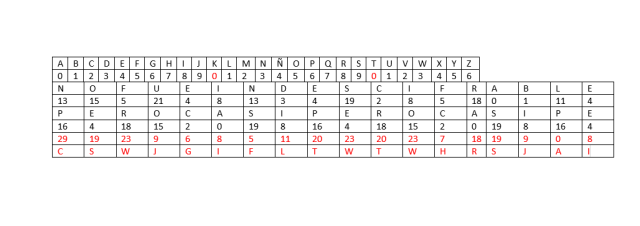 A B C D E F G H I J K L M N Ñ O P Q R S T U V W X Y Z
0 1 2 3 4 5 6 7 8 9 0 1 2 3 4 5 6 7 8 9 0 1 2 3 4 5 6
N O F U E I N D E S C I F R A B L E
13 15 5 21 4 8 13 3 4 19 2 8 5 18 0 1 11 4
P E R O C A S I P E R O C A S I P E
16 4 18 15 2 0 19 8 16 4 18 15 2 0 19 8 16 4
29 19 23 9 6 8 5 11 20 23 20 23 7 18 19 9 0 8
C S W J G I F L T W T W H R S J A I